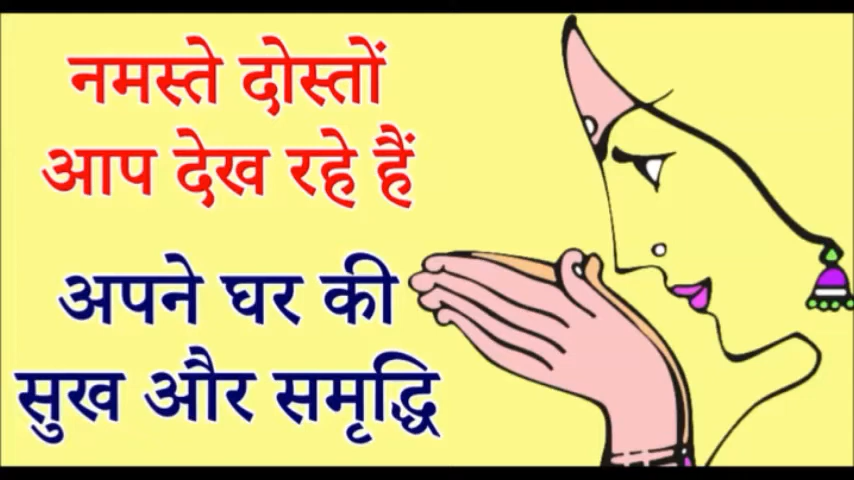 नमस्ते दोस्तों
आप देख रहे हैं
अपने घर की
सुख और समृद्धि